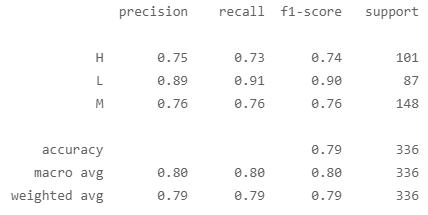 precision recall f1-score support
H 0.75 0.73 0.74 101
L 0.89 0.91 0.90 87
M 0.76 0.76 0.76 148
accuracy 0.79 336
macro avg 0.80 0.80 0.80 336
weighted avg 0.79 0.79 0.79 336